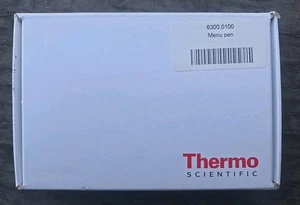 6300.0100
Menu pen
Thermo
SCIENTIFIC